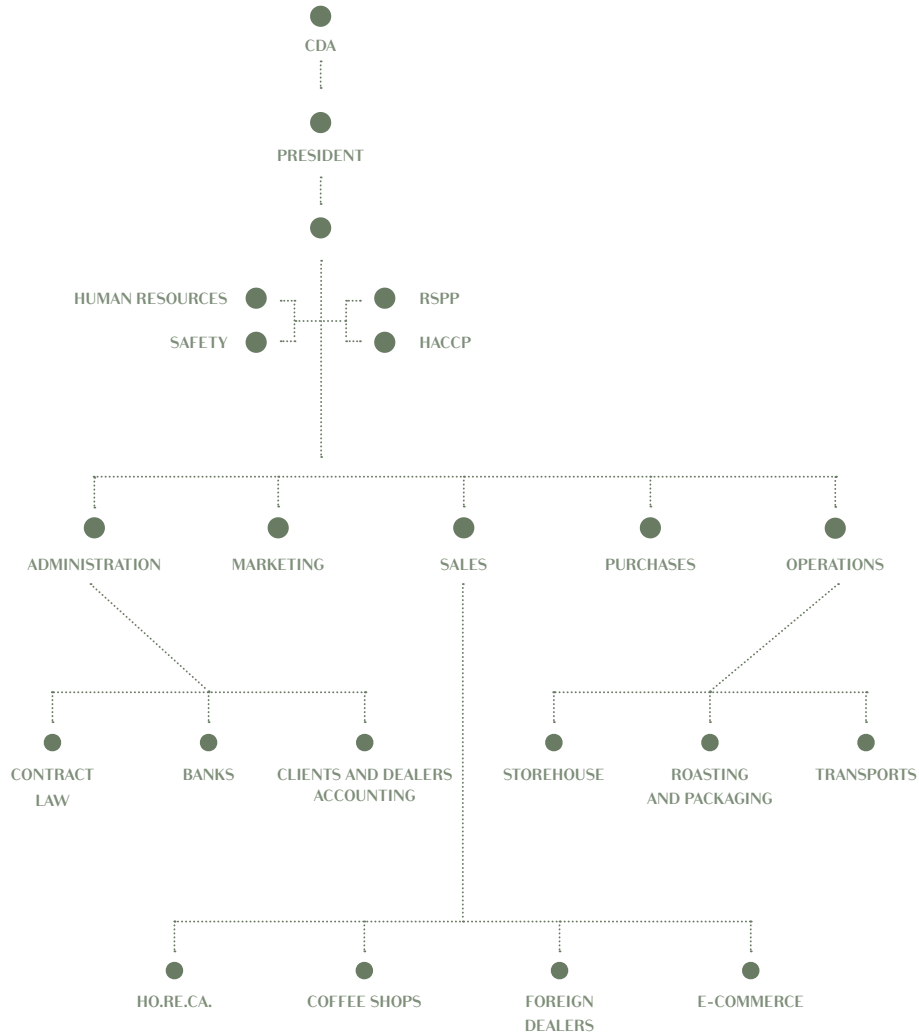 CDA
PRESIDENT
HUMAN RESOURCES
RSPP
SAFETY
HACCP
ADMINISTRATION
MARKETING
SALES
PURCHASES
OPERATIONS
CONTRACT
LAW
BANKS
CLIENTS AND DEALERS
ACCOUNTING
STOREHOUSE
ROASTING
AND PACKAGING
TRANSPORTS
HO.RE.CA.
COFFEE SHOPS
FOREIGN
DEALERS
E-COMMERCE